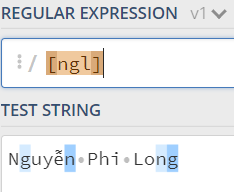 REGULAR EXPRESSION v1
/ [ngl]
TEST STRING
Nguyễn·Phi·Long